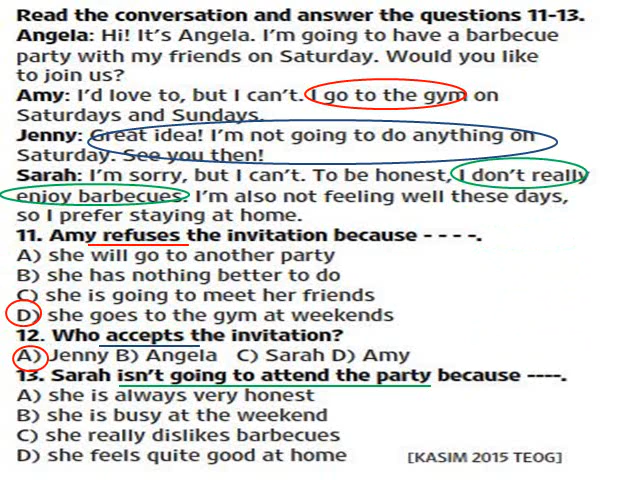 Read the conversation and answer the questions 11-13.
Angela: Hi! It's Angela. I'm going to have a barbecue
party with my friends on Saturday. Would you like
to join us?
Amy: I'd love to, but I can't. I go to the gym on
Saturdays and Sundays.
Jenny: Great idea! I'm not going to do anything on
Saturday. See you then!
Sarah: I'm sorry, but I can't. To be honest, I don't really
enjoy barbecues. I'm also not feeling well these days,
so I prefer staying at home.
11. Amy refuses the invitation because - - - -.
A) she will go to another party
B) she has nothing better to do
C) she is going to meet her friends
D) she goes to the gym at weekends
12. Who accepts the invitation?
A) Jenny B) Angela C) Sarah D) Amy
13. Sarah isn't going to attend the party because ----.
A) she is always very honest
B) she is busy at the weekend
C) she really dislikes barbecues
D) she feels quite good at home [KASIM 2015 TEOG]